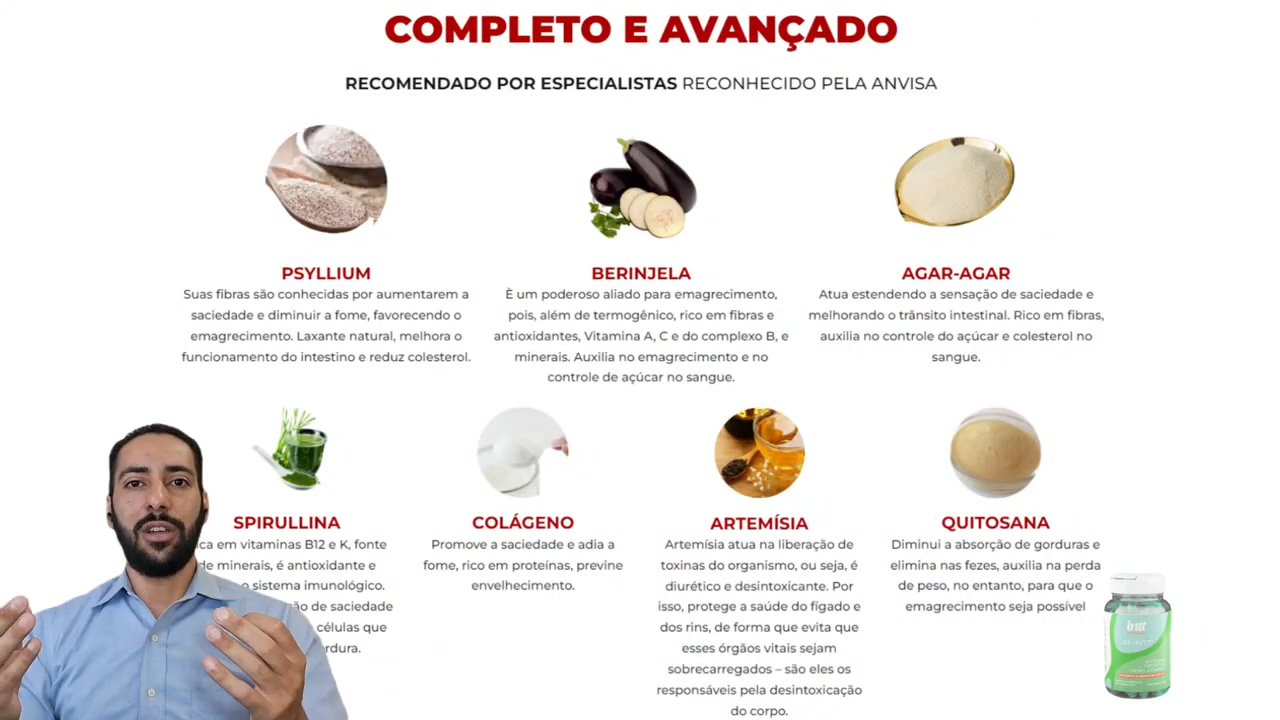 COMPLETO E AVANÇADO
RECOMENDADO POR ESPECIALISTAS RECONHECIDO PELA ANVISA
PSYLLIUM
Suas fibras são conhecidas por aumentarem a
saciedade e diminuir a fome, favorecendo o
emagrecimento. Laxante natural, melhora o
funcionamento do intestino e reduz colesterol.
BERINJELA
È um poderoso aliado para emagrecimento,
pois, além de termogênico, rico em fibras e
antioxidantes, Vitamina A, C e do complexo B, e
minerais. Auxilia no emagrecimento e no
controle de açúcar no sangue.
AGAR-AGAR
Atua estendendo a sensação de saciedade e
melhorando o trânsito intestinal. Rico em fibras,
auxilia no controle do açúcar e colesterol no
sangue.
SPIRULLINA
em vitaminas B12 e K, fonte
de minerais, é antioxidante e
o sistema imunológico.
de saciedade
células que
COLÁGENO
Promove a saciedade e adia a
fome, rico em proteínas, previne
envelhecimento.
ARTEMÍSIA
Artemísia atua na liberação de
toxinas do organismo, ou seja, é
diurético e desintoxicante. Por
isso, protege a saúde do fígado e
dos rins, de forma que evita que
esses órgãos vitais sejam
sobrecarregados – são eles os
responsáveis pela desintoxicação
do corpo.
QUITOSANA
Diminui a absorção de gorduras e
elimina nas fezes, auxilia na perda
de peso, no entanto, para que o
emagrecimento seja possível
intt